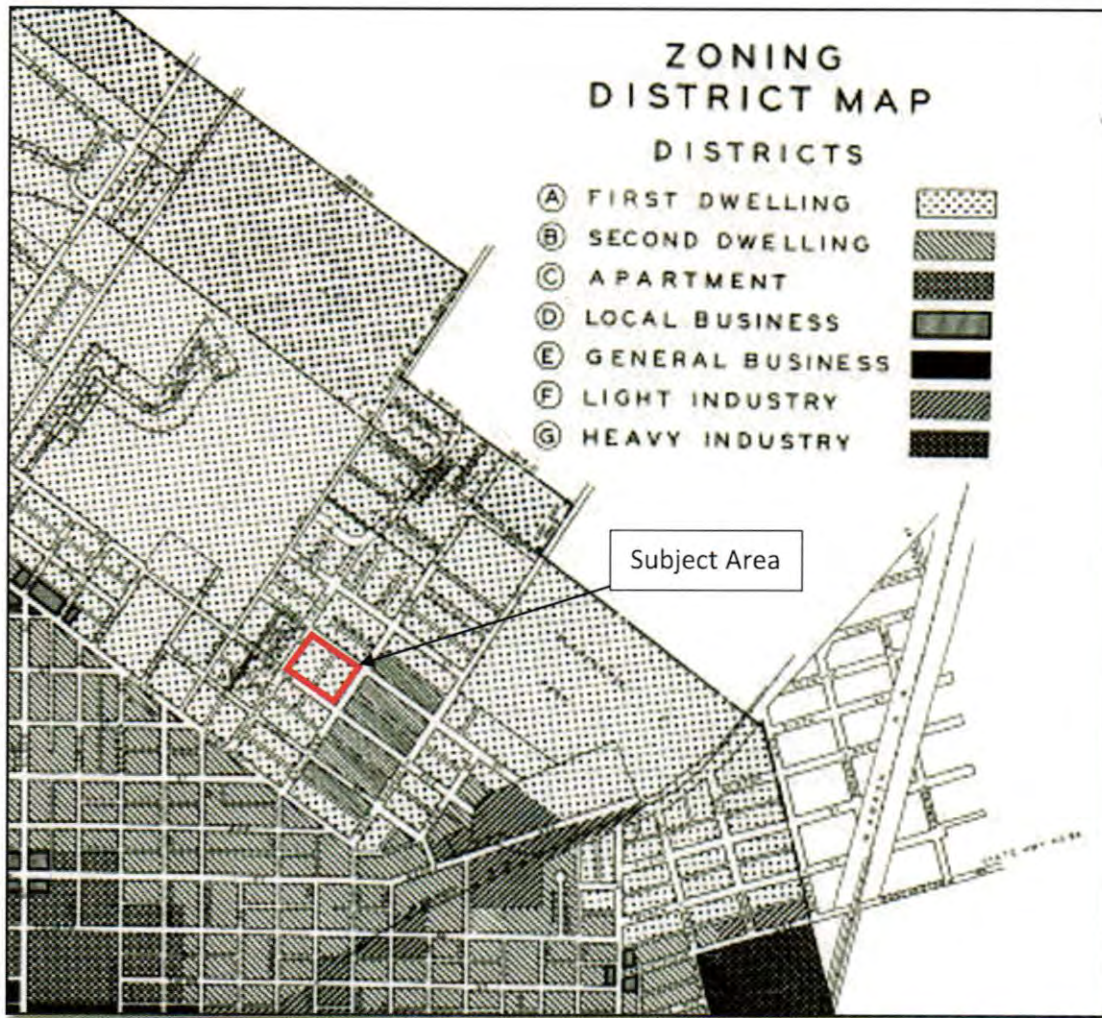 ZONING
DISTRICT MAP
DISTRICTS
A FIRST DWELLING
B SECOND DWELLING
C APARTMENT
D LOCAL BUSINESS
E GENERAL BUSINESS
F LIGHT INDUSTRY
G HEAVY INDUSTRY
Subject Area